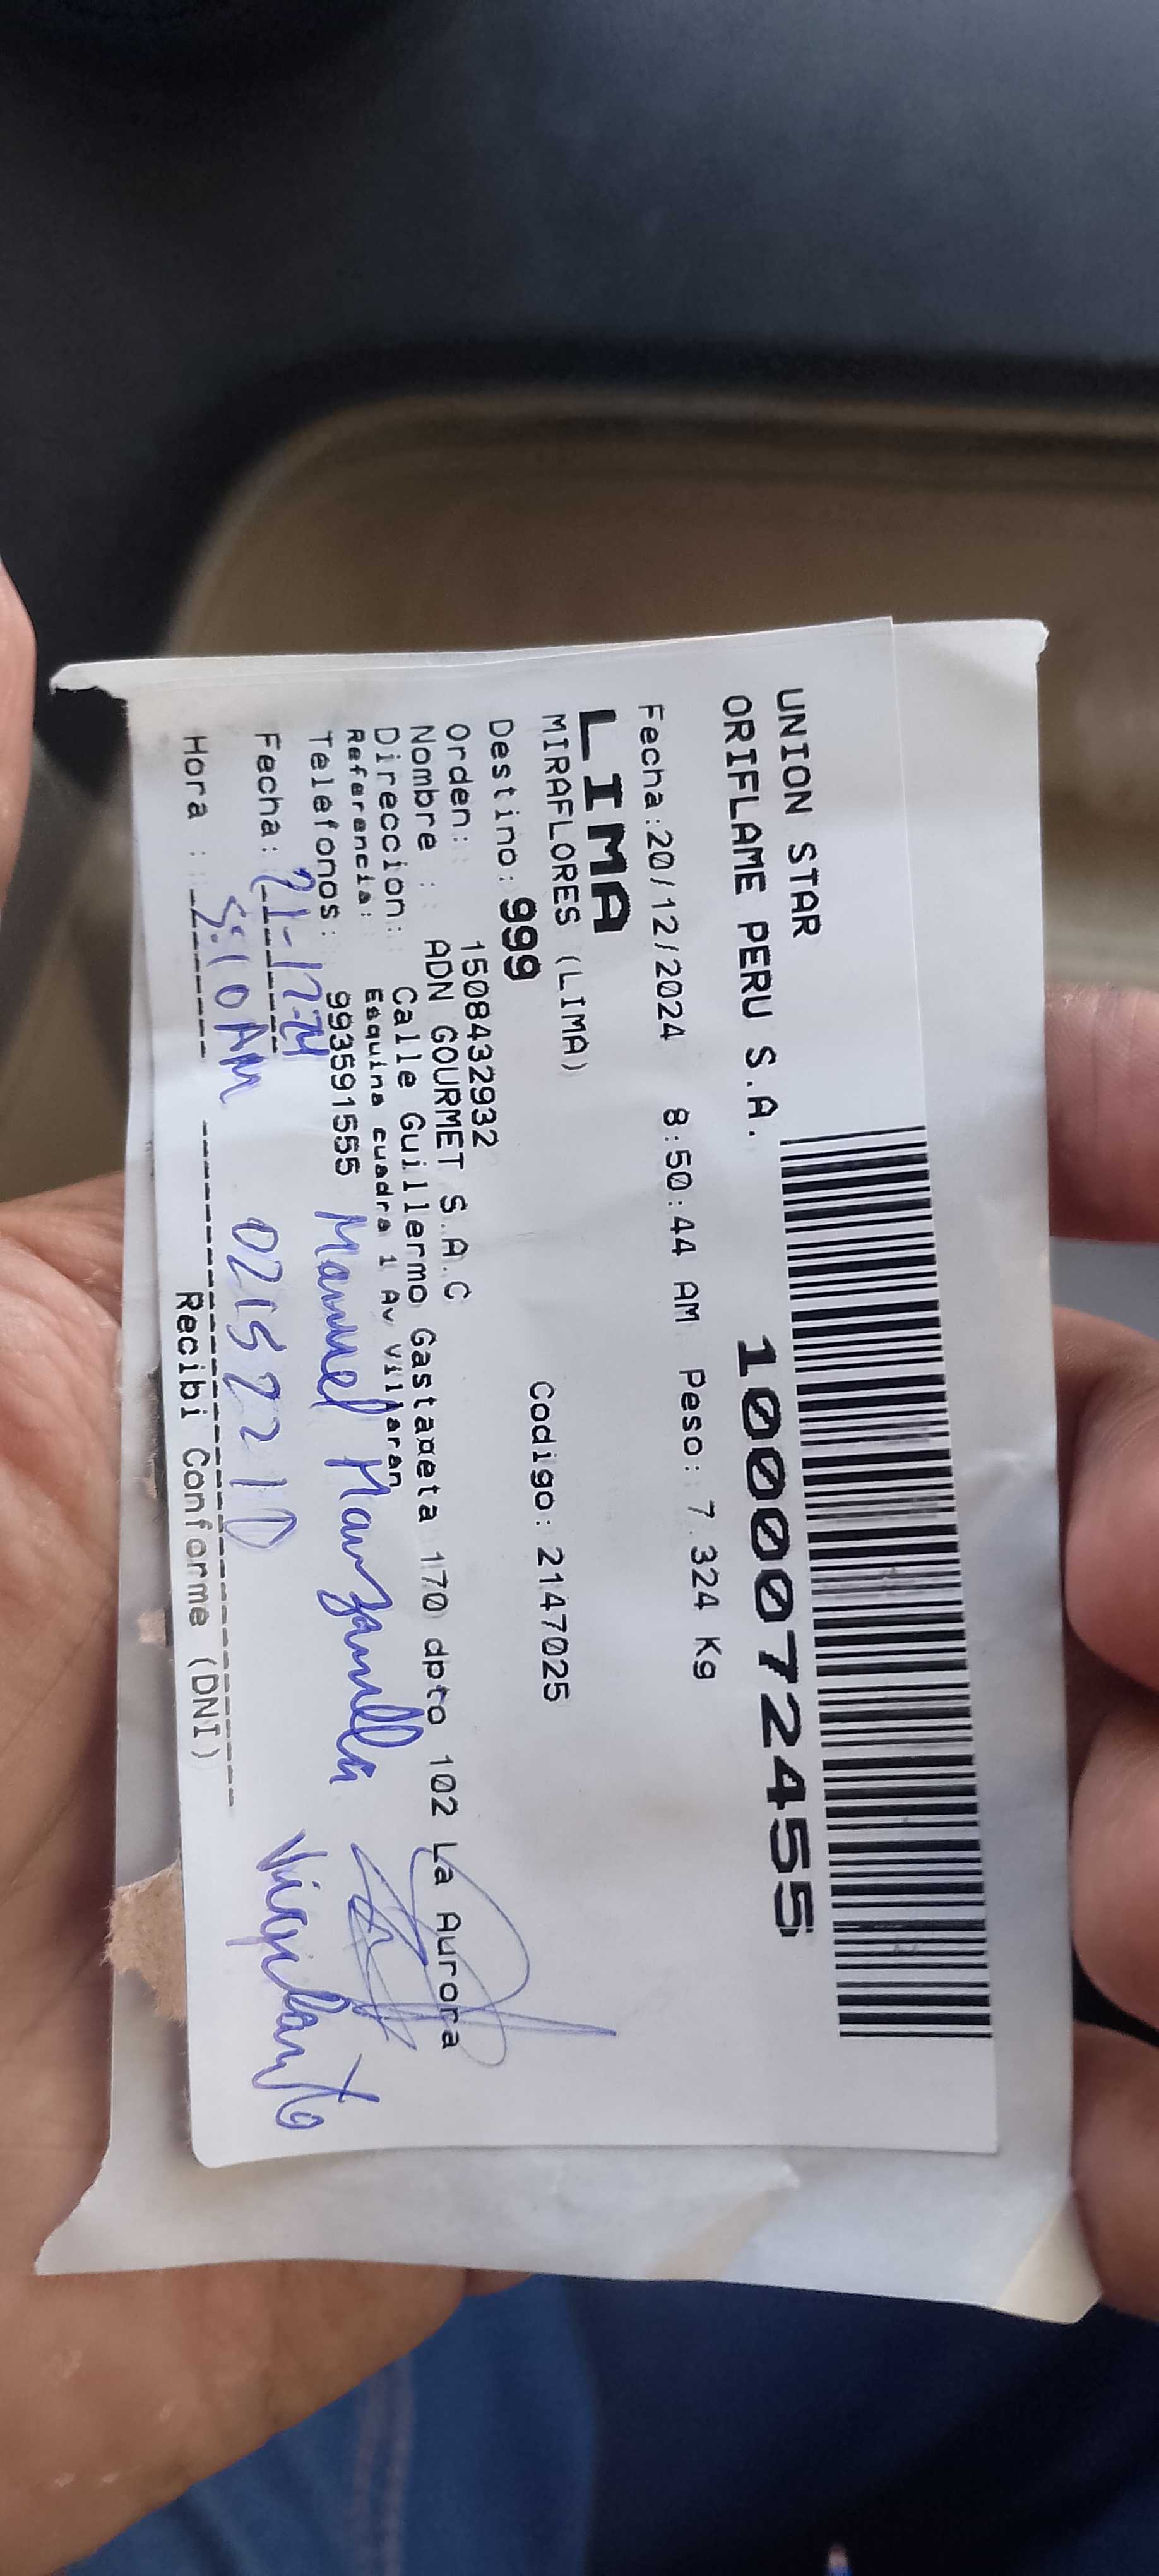 UNION STAR
ORIFLAME PERU S.A. 1000072455
Fecha:20/12/2024 8:50:44 AM Peso: 7.324 Kg
LIMA
MIRAFLORES (LIMA)
Destino: 999 Codigo: 2147025
Orden: 1508432932
Nombre : ADN GOURMET S.A.C
Direccion: Calle Guillermo Gastañeta 170 dpto 102 La Aurora
Referencia: Esquina cuadra 1 Av villaran
Telefonos: 993591555 Manuel Manzanilla
Fecha: 21-12-24 02152210 Vigilante
Hora : 5:10 AM
Recibi Conforme (DNI)